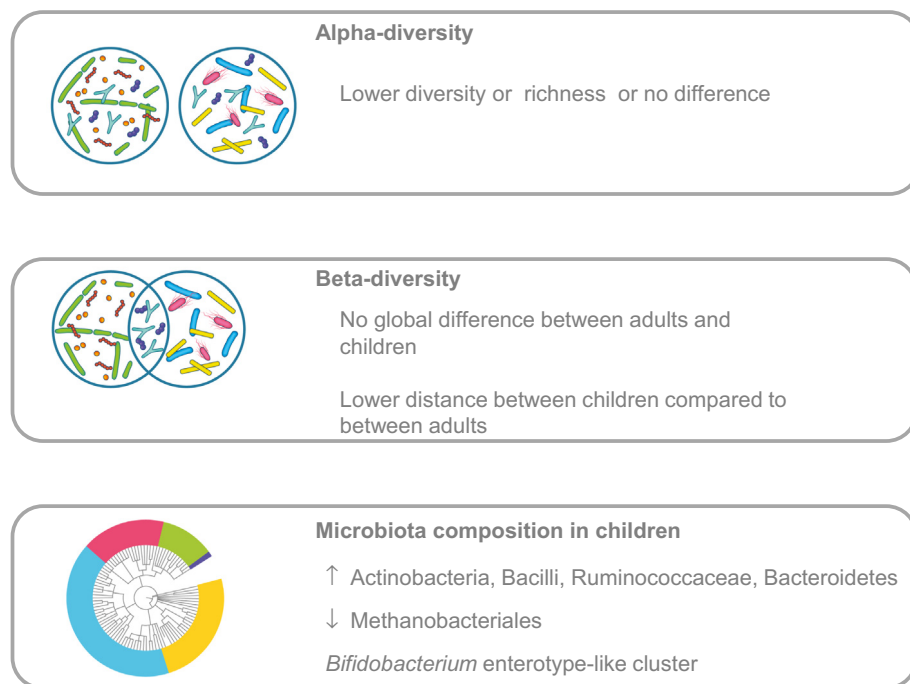 Alpha-diversity
Lower diversity or richness or no difference
Beta-diversity
No global difference between adults and
children
Lower distance between children compared to
between adults
Microbiota composition in children
↑ Actinobacteria, Bacilli, Ruminococcaceae, Bacteroidetes
↓ Methanobacteriales
Bifidobacterium enterotype-like cluster